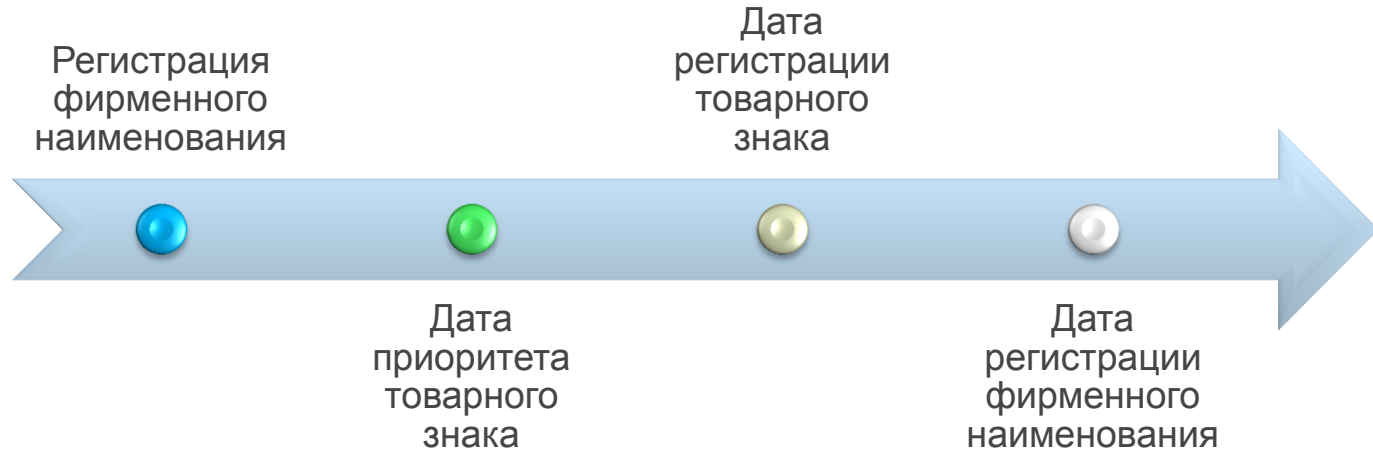 Регистрация
фирменного
наименования
Дата
приоритета
товарного
знака
Дата
регистрации
товарного
знака
Дата
регистрации
фирменного
наименования